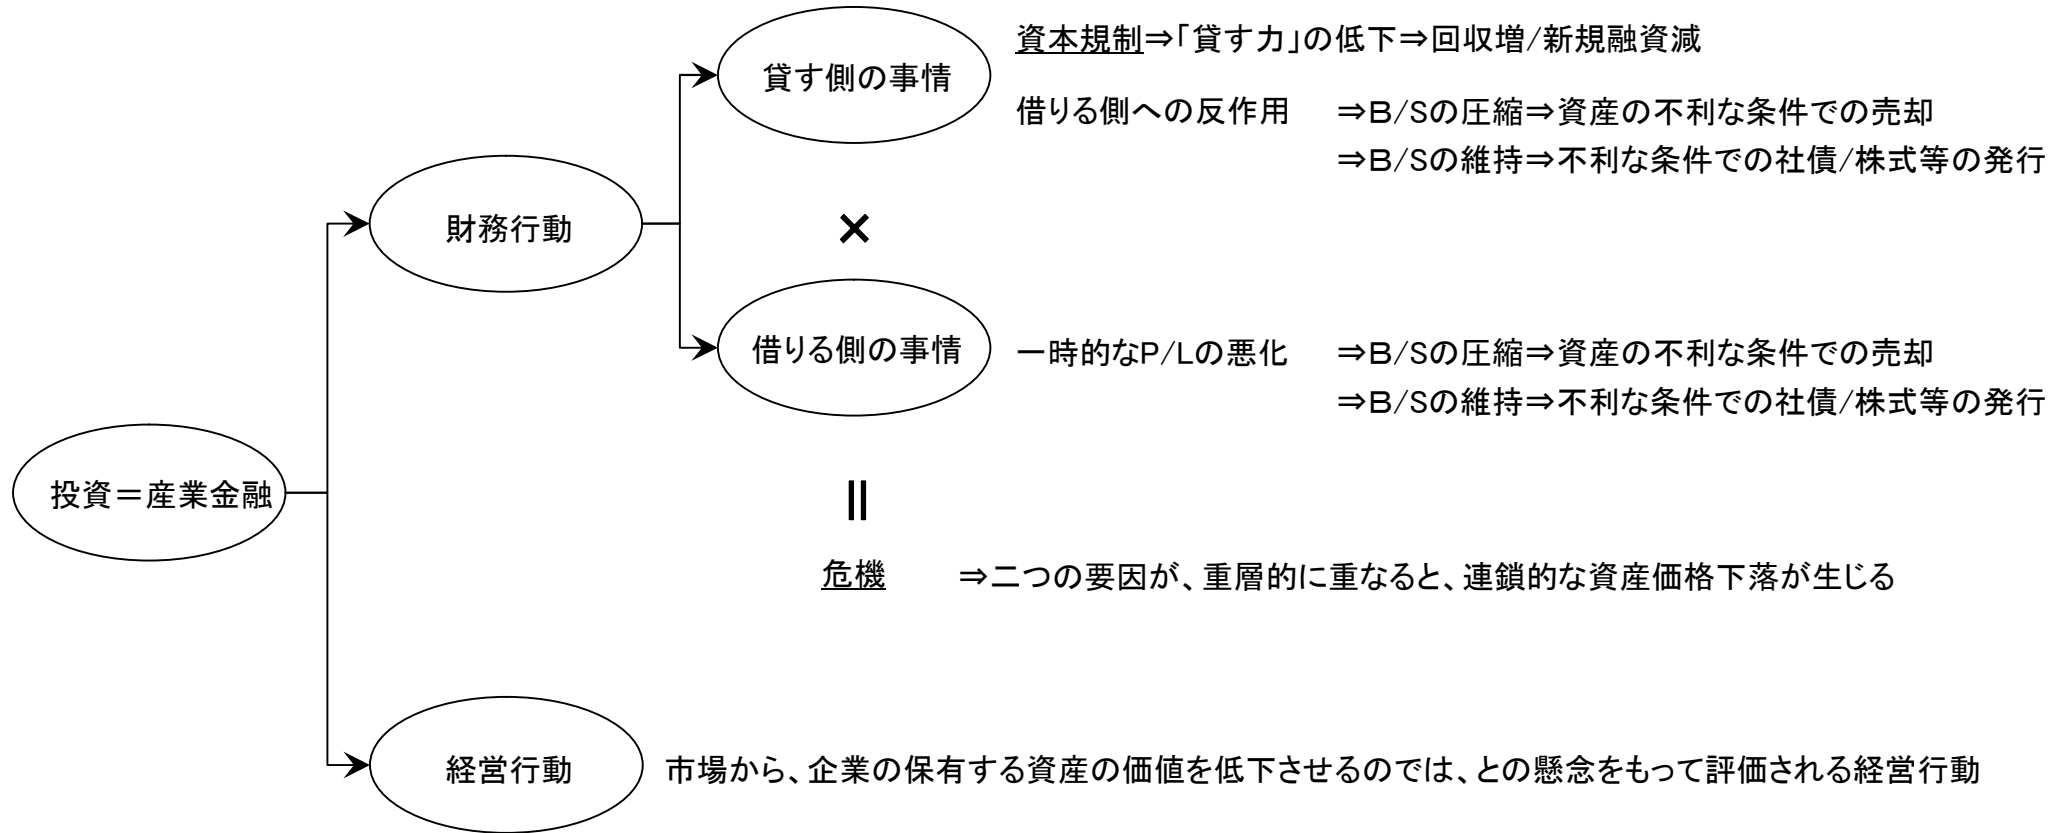 資本規制⇒「貸す力」の低下⇒回収増/新規融資減
貸す側の事情
借りる側への反作用 ⇒B/Sの圧縮⇒資産の不利な条件での売却
⇒B/Sの維持⇒不利な条件での社債/株式等の発行
財務行動
×
借りる側の事情
一時的なP/Lの悪化 ⇒B/Sの圧縮⇒資産の不利な条件での売却
⇒B/Sの維持⇒不利な条件での社債/株式等の発行
投資=産業金融
||
危機 ⇒二つの要因が、重層的に重なると、連鎖的な資産価格下落が生じる
経営行動
市場から、企業の保有する資産の価値を低下させるのでは、との懸念をもって評価される経営行動